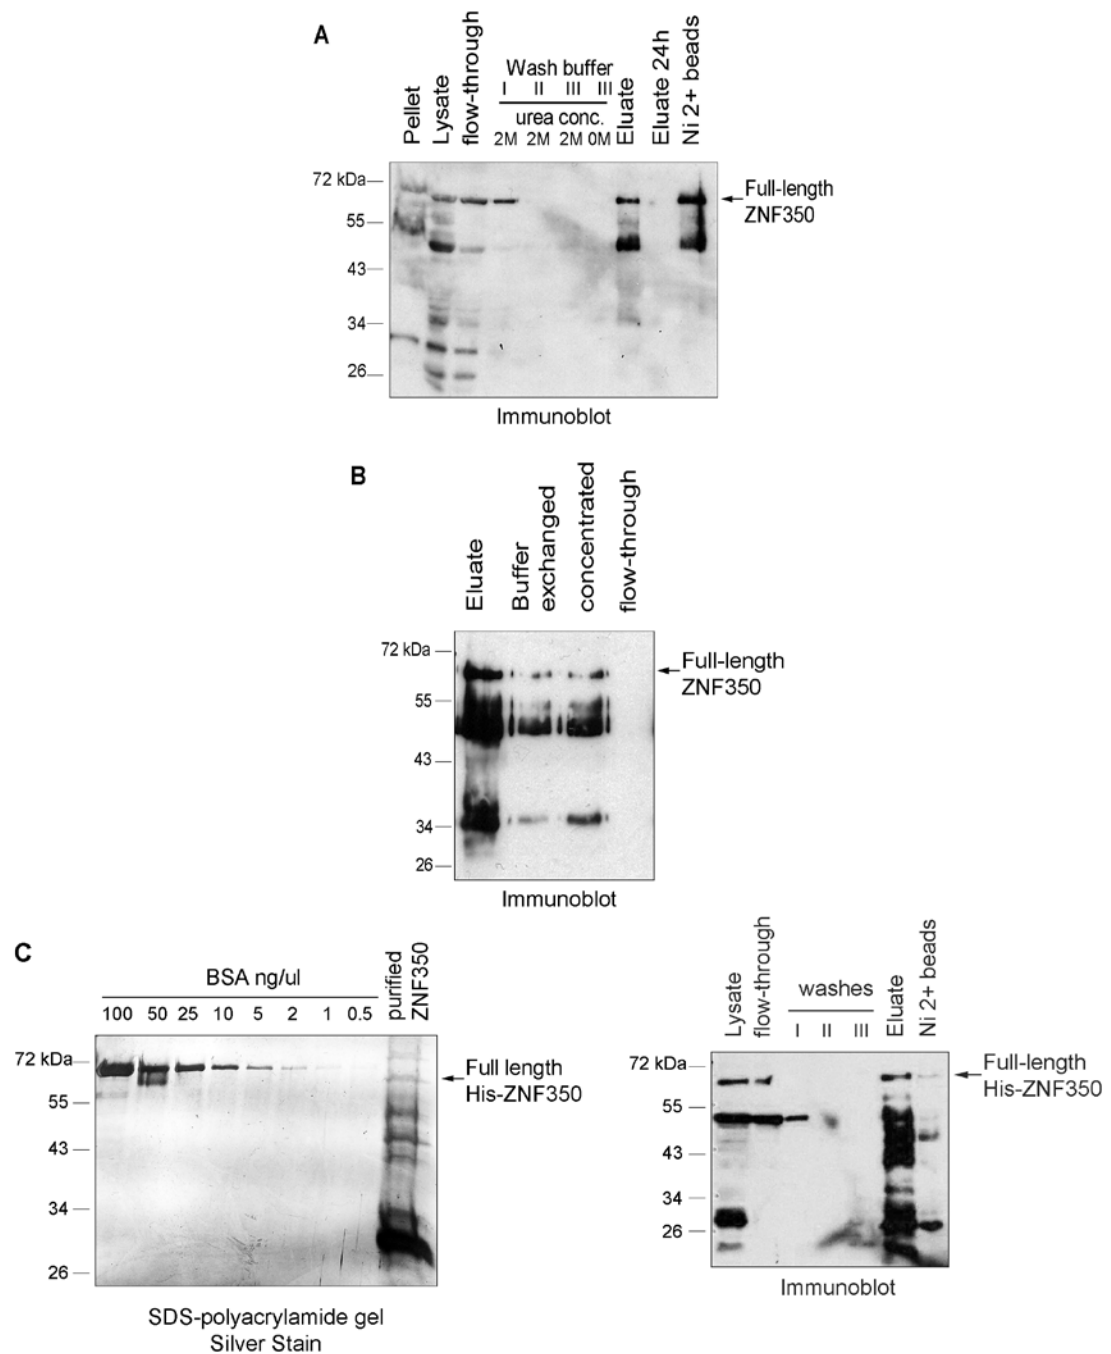 A
Pellet
Lysate
flow-through
Wash buffer
I II III III
urea conc.
2M 2M 2M 0M
Eluate
Eluate 24h
Ni 2+ beads
72 kDa
55
43
34
26
Full-length
ZNF350
Immunoblot
B
Eluate
Buffer
exchanged
concentrated
flow-through
72 kDa
55
43
34
26
Full-length
ZNF350
Immunoblot
C
BSA ng/ul
100 50 25 10 5 2 1 0.5
purified
ZNF350
72 kDa
55
43
34
26
Full length
His-ZNF350
SDS-polyacrylamide gel
Silver Stain
Lysate
flow-through
washes
I II III
Eluate
Ni 2+ beads
72 kDa
55
43
34
26
Full-length
His-ZNF350
Immunoblot